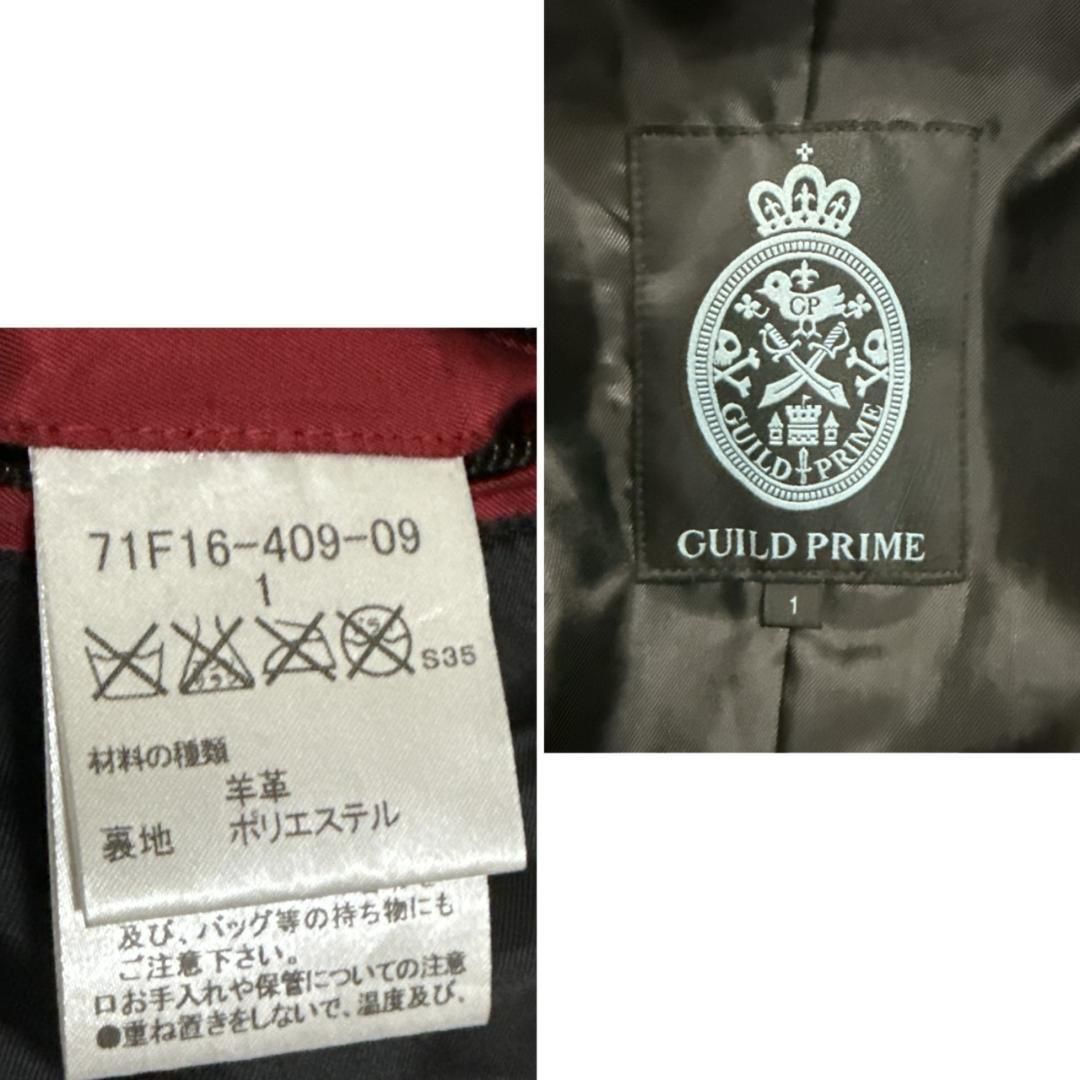 71F16-409-09
1
S35
材料の種類
羊革
裏地 ポリエステル
及び、バッグ等の持ち物にも
ご注意下さい。
ロお手入れや保管についての注意
●重ね置きをしないで、温度及び、
GP
GUILD PRIME
GUILD PRIME
1